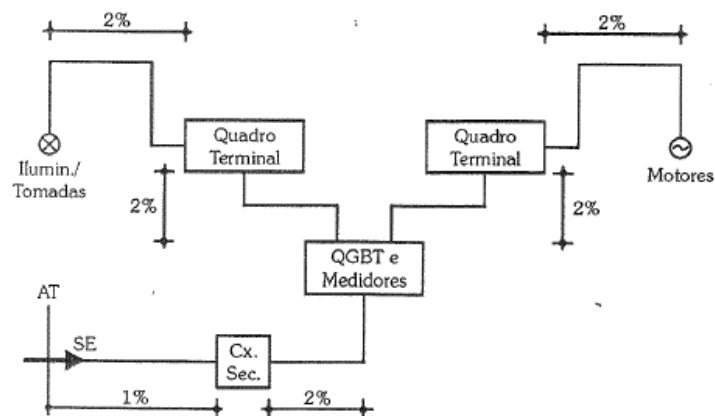 2%
2%
Quadro
Terminal
Quadro
Terminal
Ilumin./
Tomadas
Motores
2%
2%
QGBT e
Medidores
AT
SE
Cx.
Sec.
1%
2%